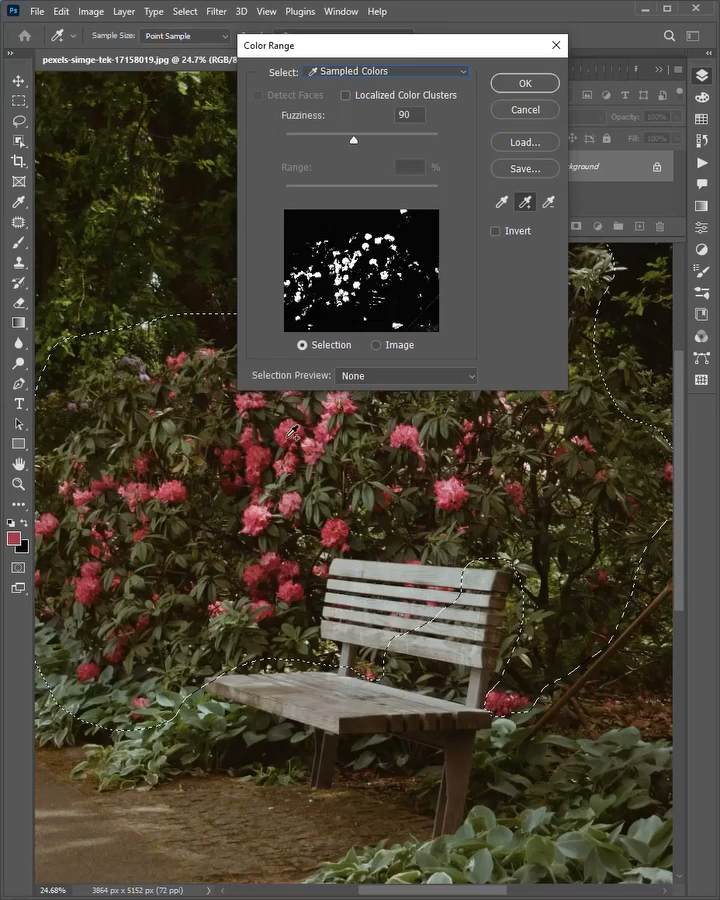 Ps File Edit Image Layer Type Select Filter 3D View Plugins Window Help
Sample Size: Point Sample
pexels-simge-tek-17158019.jpg @ 24.7% (RGB/8
Color Range
Select: Sampled Colors
OK
Detect Faces Localized Color Clusters
Cancel
Fuzziness: 90
Opacity: 100%
Load...
Fill: 100%
Range: %
Save...
kground
Invert
Selection Image
Selection Preview: None
T
24.68% 3864 px x 5152 px (72 ppi)